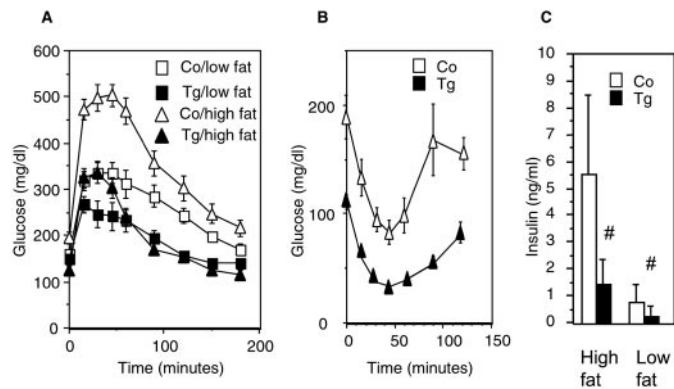 A
600
500
400
300
200
100
0
Glucose (mg/dl)
Co/low fat
Tg/low fat
Co/high fat
Tg/high fat
0
100
200
Time (minutes)
B
200
100
0
Glucose (mg/dl)
Co
Tg
0
50
100
150
Time (minutes)
C
10
9
8
7
6
5
4
3
2
1
0
Insulin (ng/ml)
Co
Tg
#
#
High
fat
Low
fat